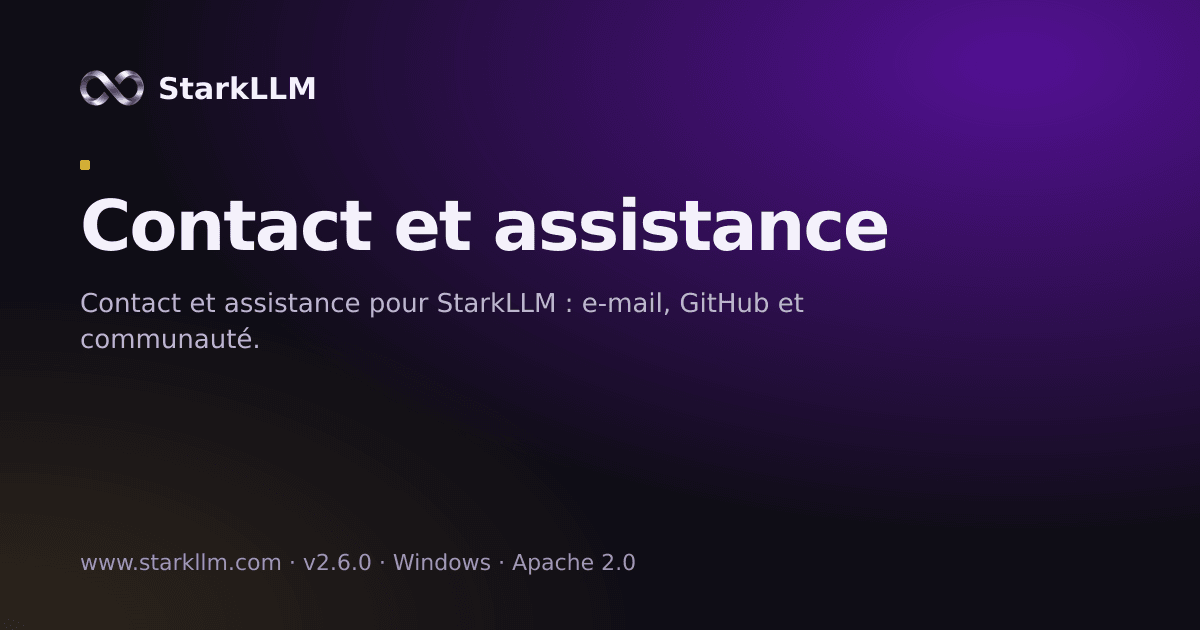 StarkLLM
Contact et assistance
Contact et assistance pour StarkLLM : e-mail, GitHub et
communauté.
www.starkllm.com · v2.6.0 · Windows · Apache 2.0